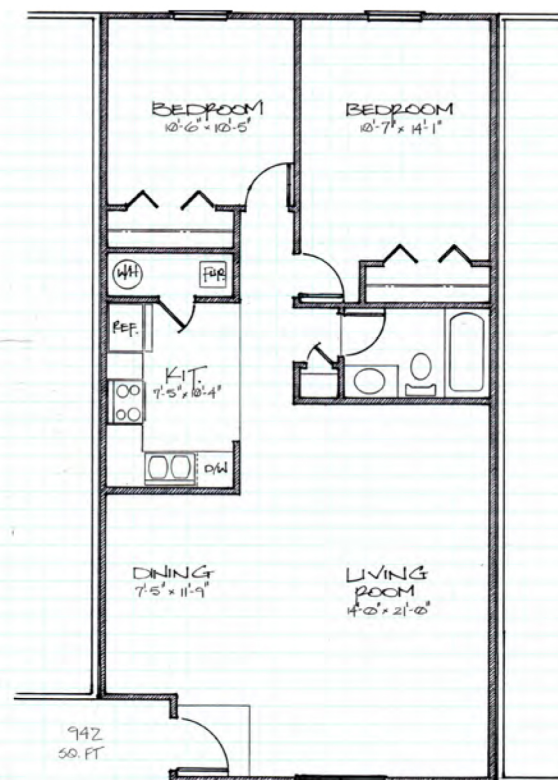 BEDROOM
10'-6" × 10'-5"
BEDROOM
10'-7" × 14'-1"
WH
FUR
REF.
KIT.
7'-5" × 10'-4"
D/W
DINING
7'-5" × 11'-9"
LIVING
ROOM
14'-0" × 21'-0"
942
SQ. FT